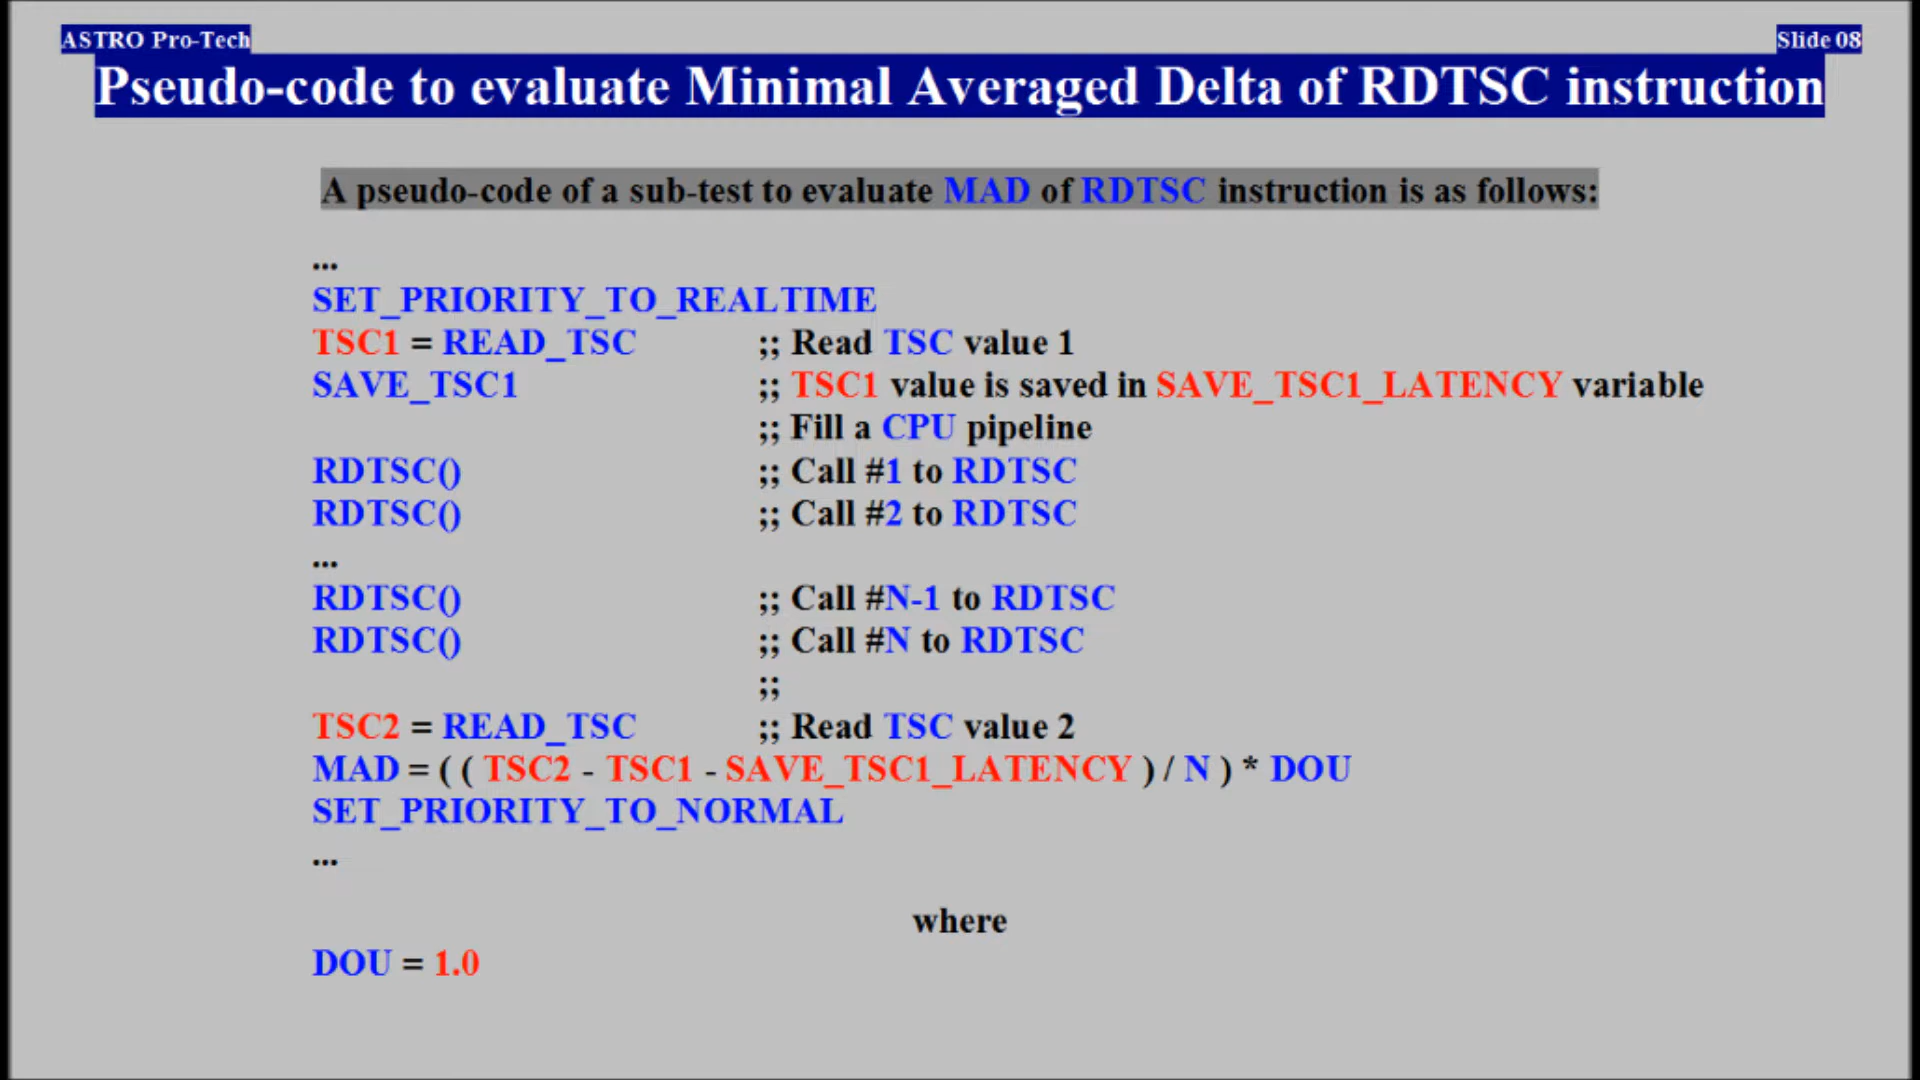 ASTRO Pro-Tech Slide 08
Pseudo-code to evaluate Minimal Averaged Delta of RDTSC instruction
A pseudo-code of a sub-test to evaluate MAD of RDTSC instruction is as follows:
...
SET_PRIORITY_TO_REALTIME
TSC1 = READ_TSC ;; Read TSC value 1
SAVE_TSC1 ;; TSC1 value is saved in SAVE_TSC1_LATENCY variable
;; Fill a CPU pipeline
RDTSC() ;; Call #1 to RDTSC
RDTSC() ;; Call #2 to RDTSC
...
RDTSC() ;; Call #N-1 to RDTSC
RDTSC() ;; Call #N to RDTSC
;;
TSC2 = READ_TSC ;; Read TSC value 2
MAD = ( ( TSC2 - TSC1 - SAVE_TSC1_LATENCY ) / N ) * DOU
SET_PRIORITY_TO_NORMAL
...
where
DOU = 1.0